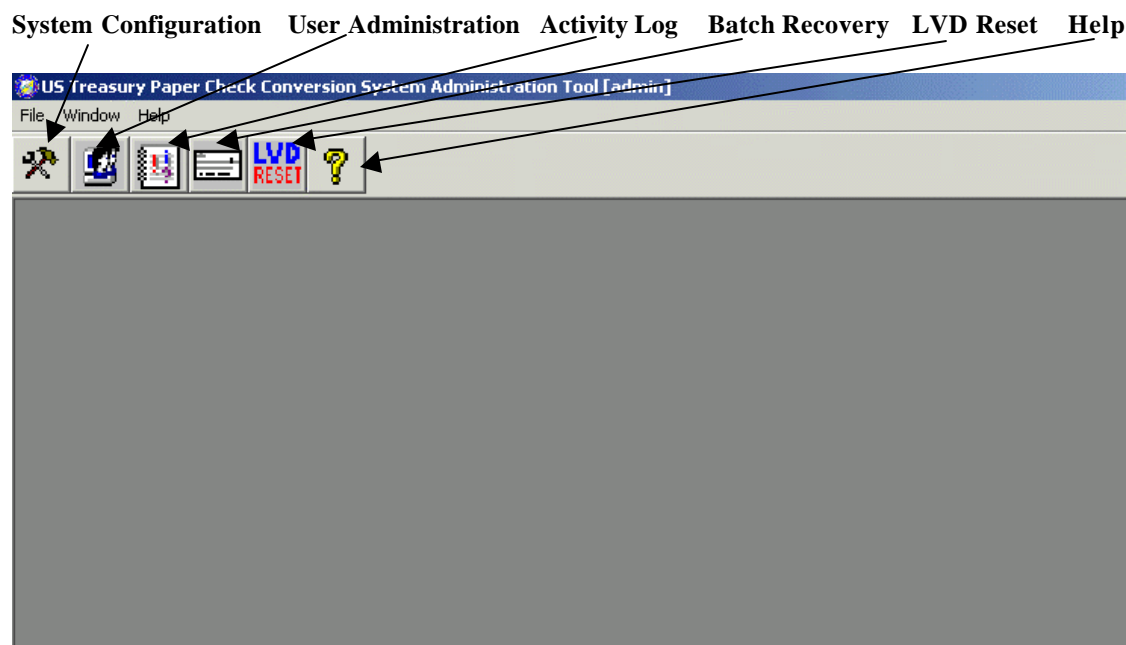 System Configuration User Administration Activity Log Batch Recovery LVD Reset Help
US Treasury Paper Check Conversion System Administration Tool [admin]
File Window Help
LVD
RESET